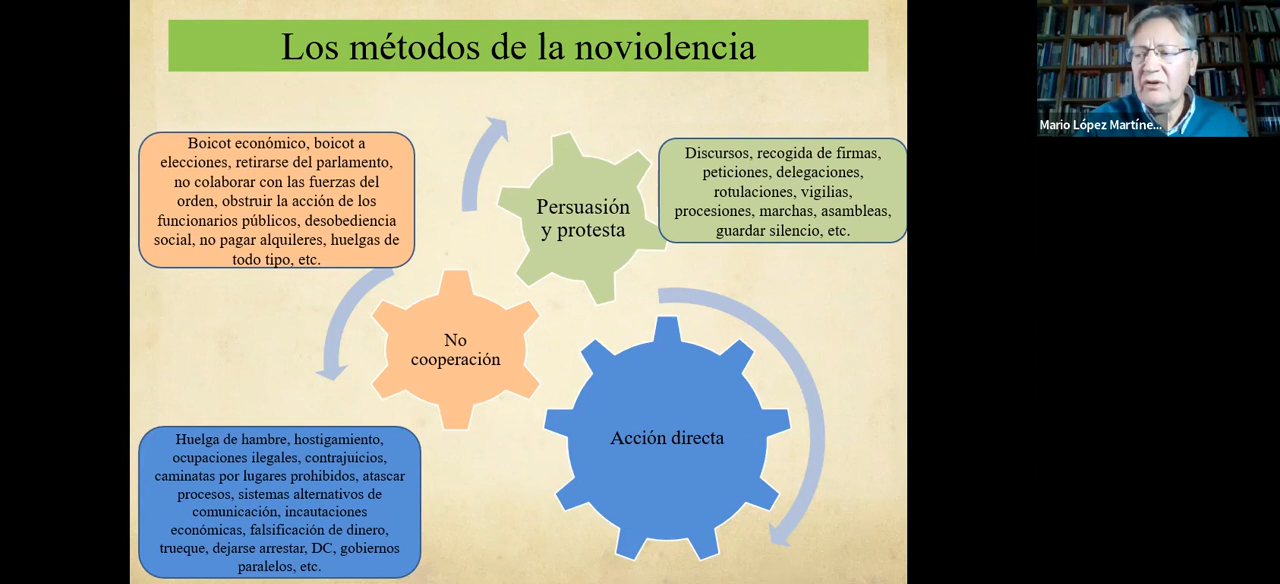 Los métodos de la noviolencia
Boicot económico, boicot a
elecciones, retirarse del parlamento,
no colaborar con las fuerzas del
orden, obstruir la acción de los
funcionarios públicos, desobediencia
social, no pagar alquileres, huelgas de
todo tipo, etc.
Persuasión
y protesta
Discursos, recogida de firmas,
peticiones, delegaciones,
rotulaciones, vigilias,
procesiones, marchas, asambleas,
guardar silencio, etc.
No
cooperación
Acción directa
Huelga de hambre, hostigamiento,
ocupaciones ilegales, contrajuicios,
caminatas por lugares prohibidos, atascar
procesos, sistemas alternativos de
comunicación, incautaciones
económicas, falsificación de dinero,
trueque, dejarse arrestar, DC, gobiernos
paralelos, etc.
Mario López Martíne...